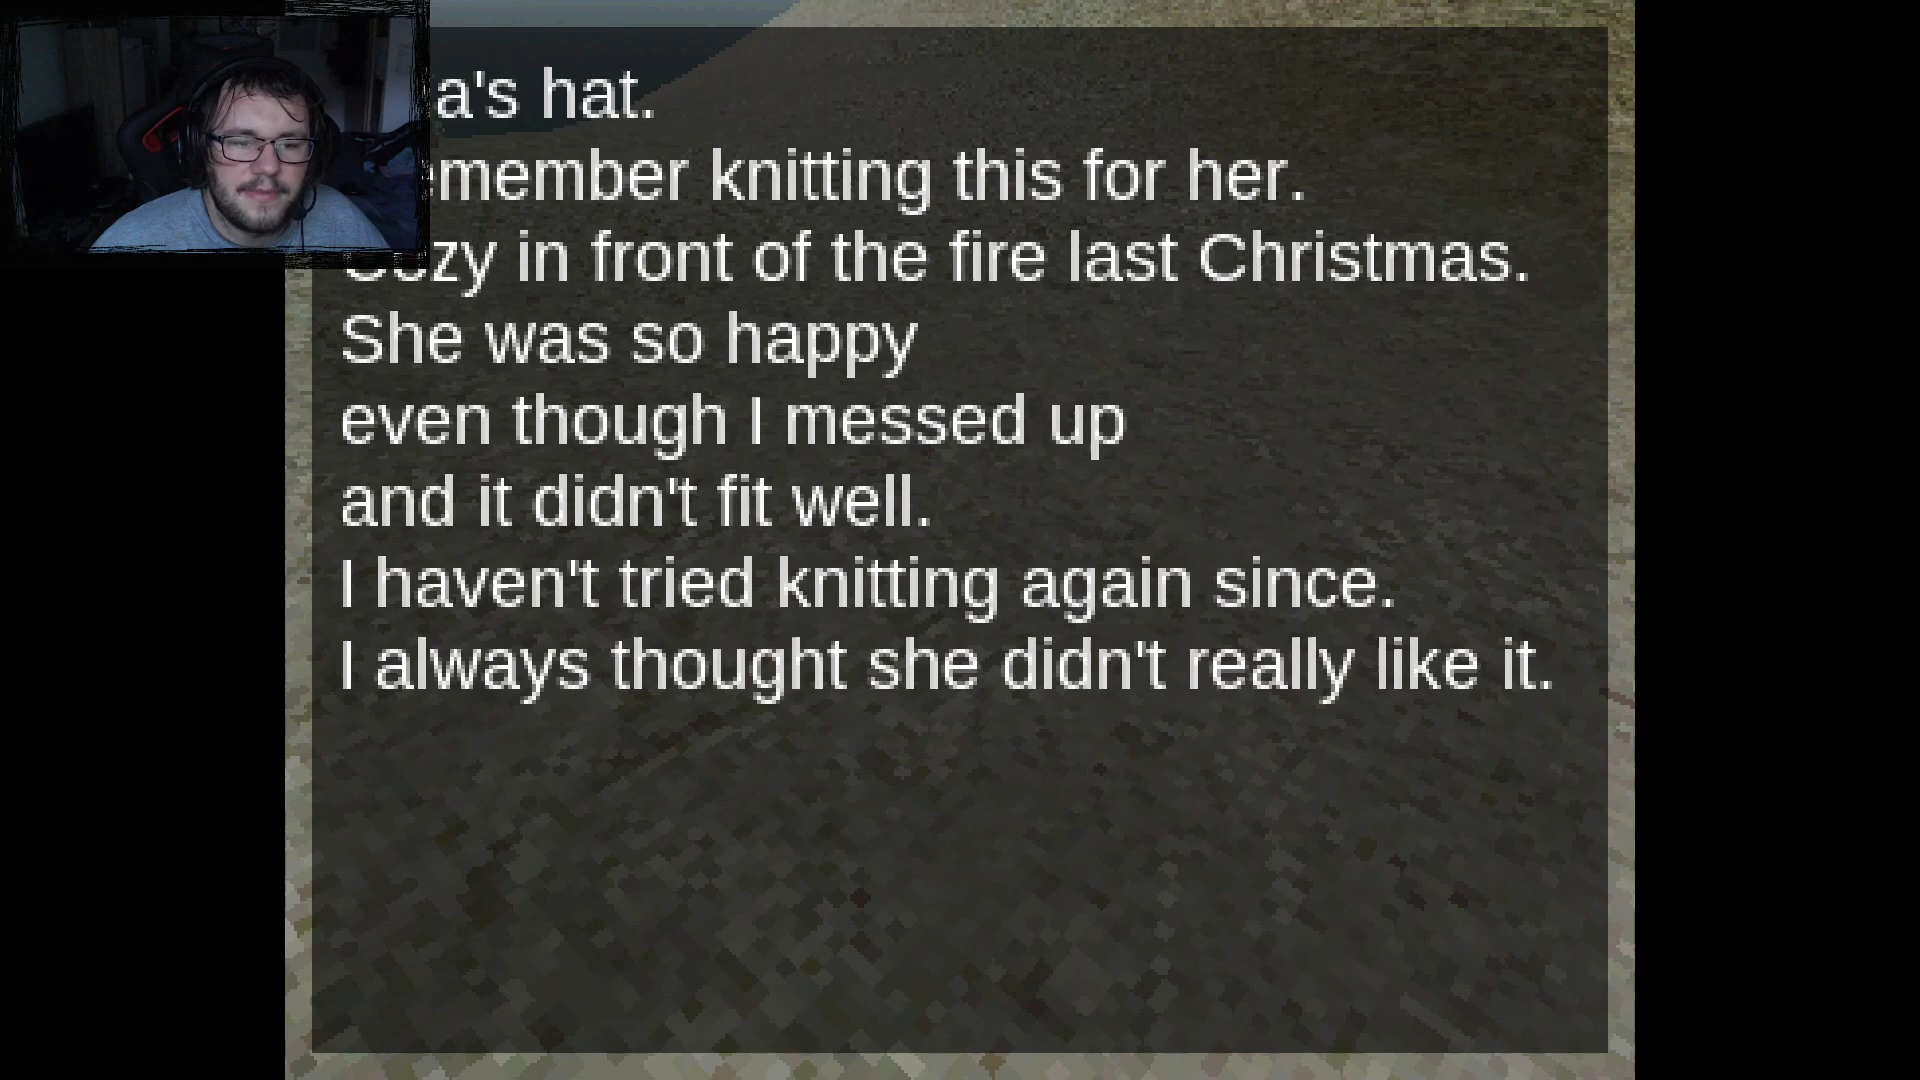 hat.
knitting this for her.
in front of the fire last Christmas.
She was so happy
even though I messed up
and it didn't fit well.
I haven't tried knitting again since.
I always thought she didn't really like it.